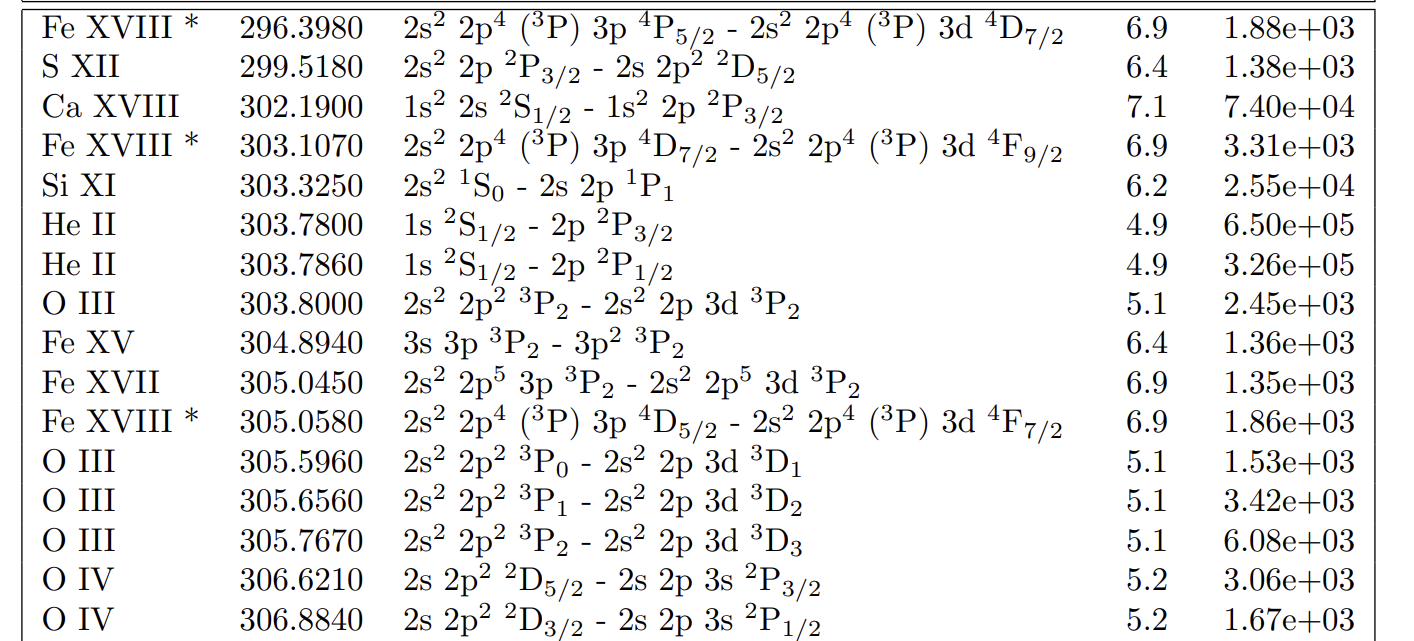 Fe XVIII * 296.3980 2s² 2p⁴ (³P) 3p ⁴P₅/₂ - 2s² 2p⁴ (³P) 3d ⁴D₇/₂ 6.9 1.88e+03
S XII 299.5180 2s² 2p ²P₃/₂ - 2s 2p² ²D₅/₂ 6.4 1.38e+03
Ca XVIII 302.1900 1s² 2s ²S₁/₂ - 1s² 2p ²P₃/₂ 7.1 7.40e+04
Fe XVIII * 303.1070 2s² 2p⁴ (³P) 3p ⁴D₇/₂ - 2s² 2p⁴ (³P) 3d ⁴F₉/₂ 6.9 3.31e+03
Si XI 303.3250 2s² ¹S₀ - 2s 2p ¹P₁ 6.2 2.55e+04
He II 303.7800 1s ²S₁/₂ - 2p ²P₃/₂ 4.9 6.50e+05
He II 303.7860 1s ²S₁/₂ - 2p ²P₁/₂ 4.9 3.26e+05
O III 303.8000 2s² 2p² ³P₂ - 2s² 2p 3d ³P₂ 5.1 2.45e+03
Fe XV 304.8940 3s 3p ³P₂ - 3p² ³P₂ 6.4 1.36e+03
Fe XVII 305.0450 2s² 2p⁵ 3p ³P₂ - 2s² 2p⁵ 3d ³P₂ 6.9 1.35e+03
Fe XVIII * 305.0580 2s² 2p⁴ (³P) 3p ⁴D₅/₂ - 2s² 2p⁴ (³P) 3d ⁴F₇/₂ 6.9 1.86e+03
O III 305.5960 2s² 2p² ³P₀ - 2s² 2p 3d ³D₁ 5.1 1.53e+03
O III 305.6560 2s² 2p² ³P₁ - 2s² 2p 3d ³D₂ 5.1 3.42e+03
O III 305.7670 2s² 2p² ³P₂ - 2s² 2p 3d ³D₃ 5.1 6.08e+03
O IV 306.6210 2s 2p² ²D₅/₂ - 2s 2p 3s ²P₃/₂ 5.2 3.06e+03
O IV 306.8840 2s 2p² ²D₃/₂ - 2s 2p 3s ²P₁/₂ 5.2 1.67e+03